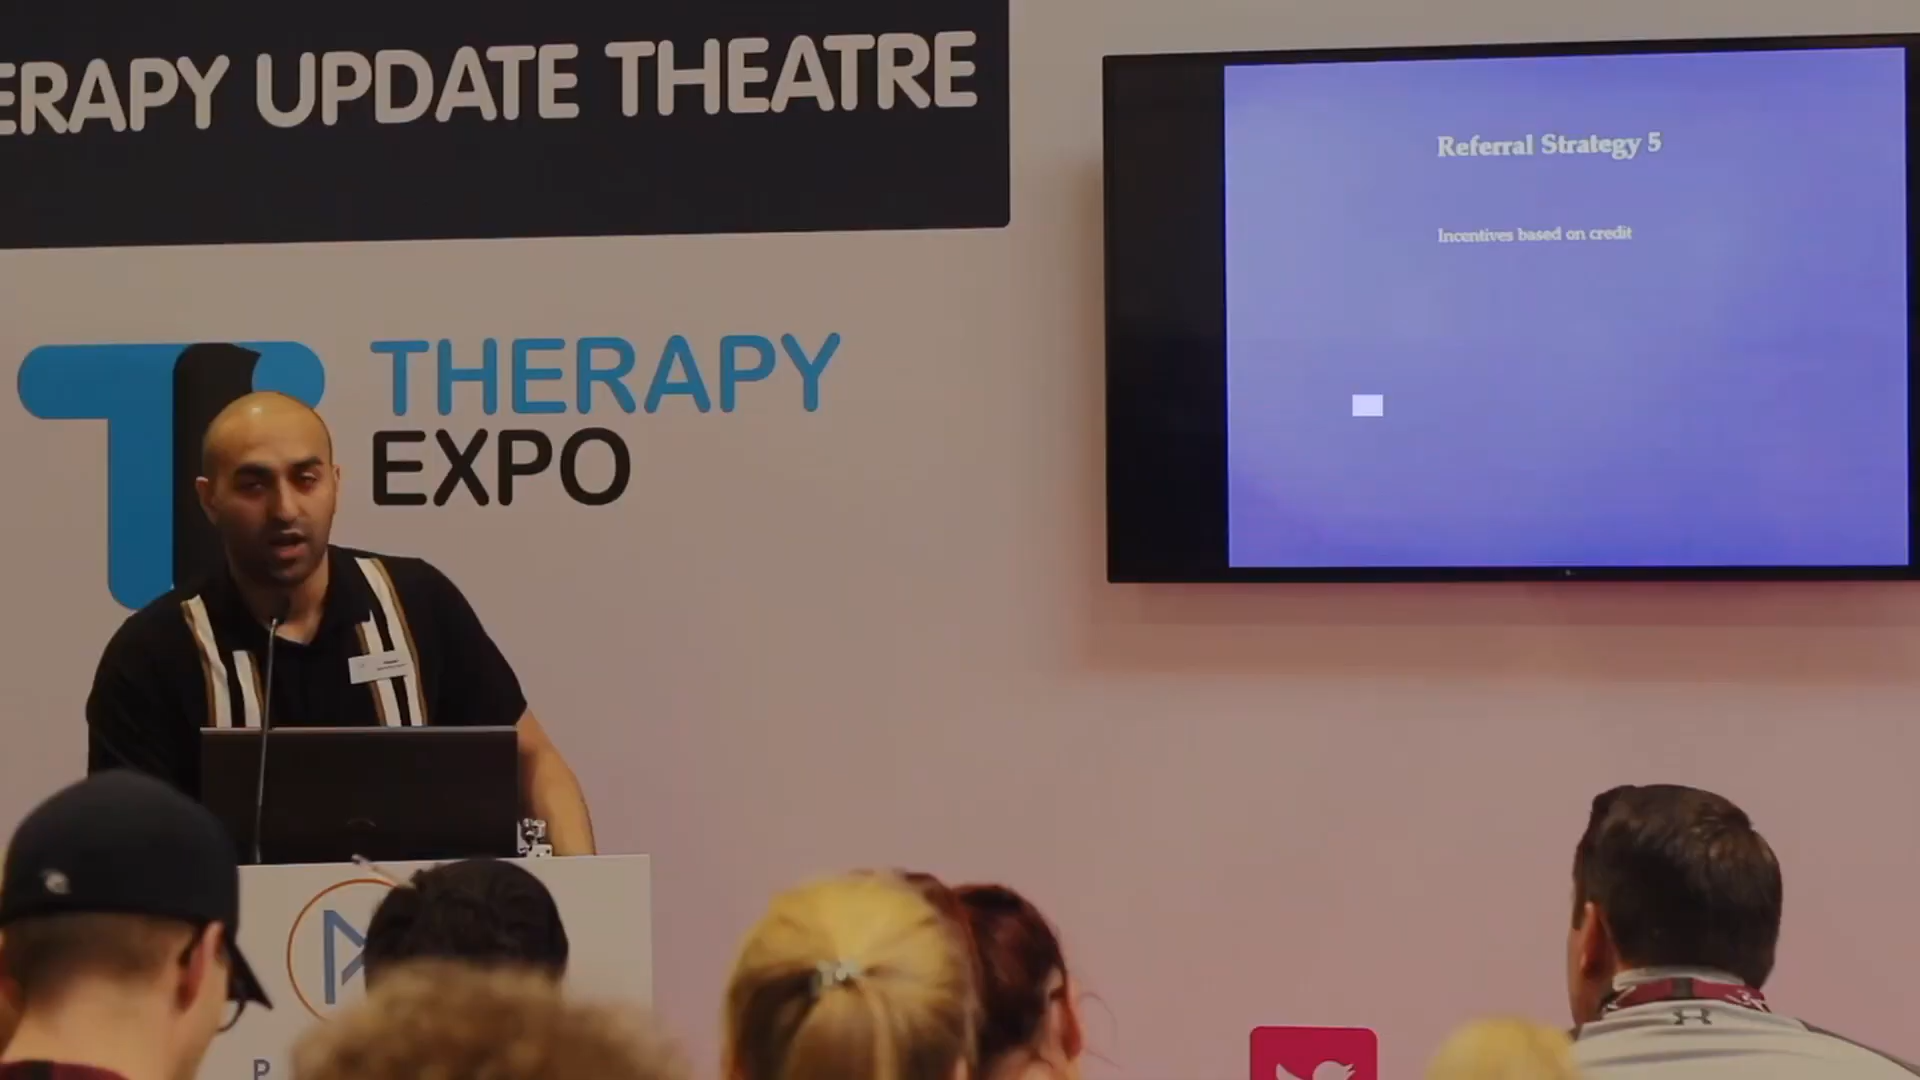 ERAPY UPDATE THEATRE
THERAPY
EXPO
Referral Strategy 5
Incentives based on credit
P